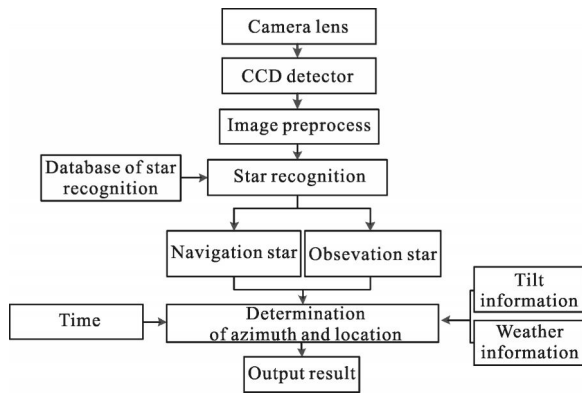 Camera lens
CCD detector
Image preprocess
Database of star
recognition
Star recognition
Navigation star
Obsevation star
Tilt
information
Time
Determination
of azimuth and location
Weather
information
Output result